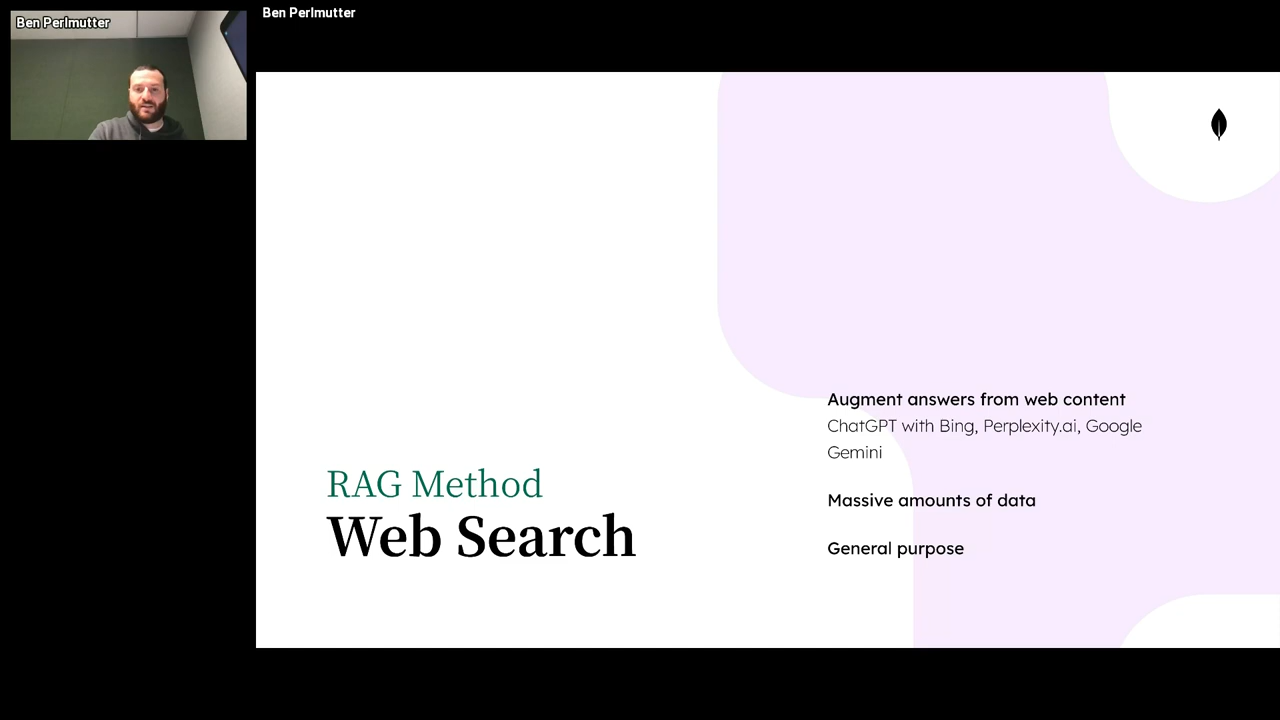 Ben Perlmutter
Ben Perlmutter
RAG Method
Web Search
Augment answers from web content
ChatGPT with Bing, Perplexity.ai, Google
Gemini
Massive amounts of data
General purpose